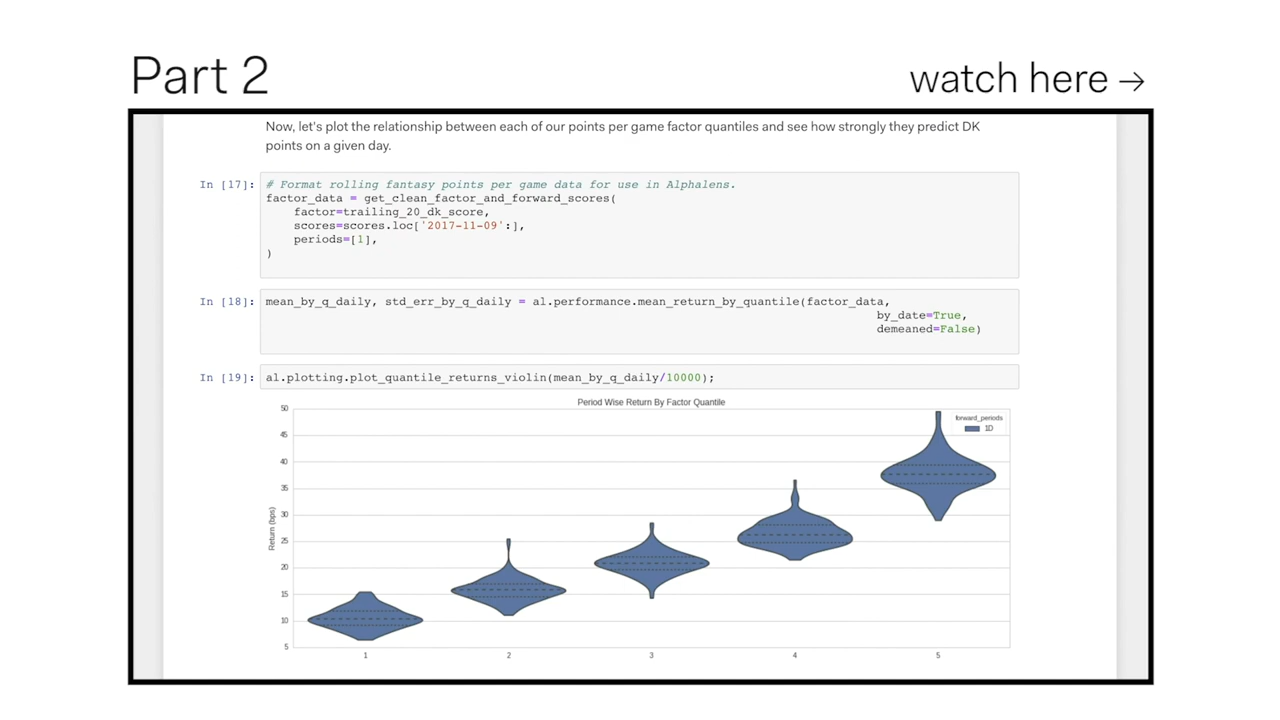 Part 2
watch here →
Now, let's plot the relationship between each of our points per game factor quantiles and see how strongly they predict DK
points on a given day.
In [17]:
# Format rolling fantasy points per game data for use in Alphalens.
factor_data = get_clean_factor_and_forward_scores(
    factor=trailing_20_dk_score,
    scores=scores.loc['2017-11-09':],
    periods=[1],
)
In [18]:
mean_by_q_daily, std_err_by_q_daily = al.performance.mean_return_by_quantile(factor_data,
by_date=True,
demeaned=False)
In [19]:
al.plotting.plot_quantile_returns_violin(mean_by_q_daily/10000);
Period Wise Return By Factor Quantile
forward_periods
1D
Return (bps)
50
45
40
35
30
25
20
15
10
5
1 2 3 4 5